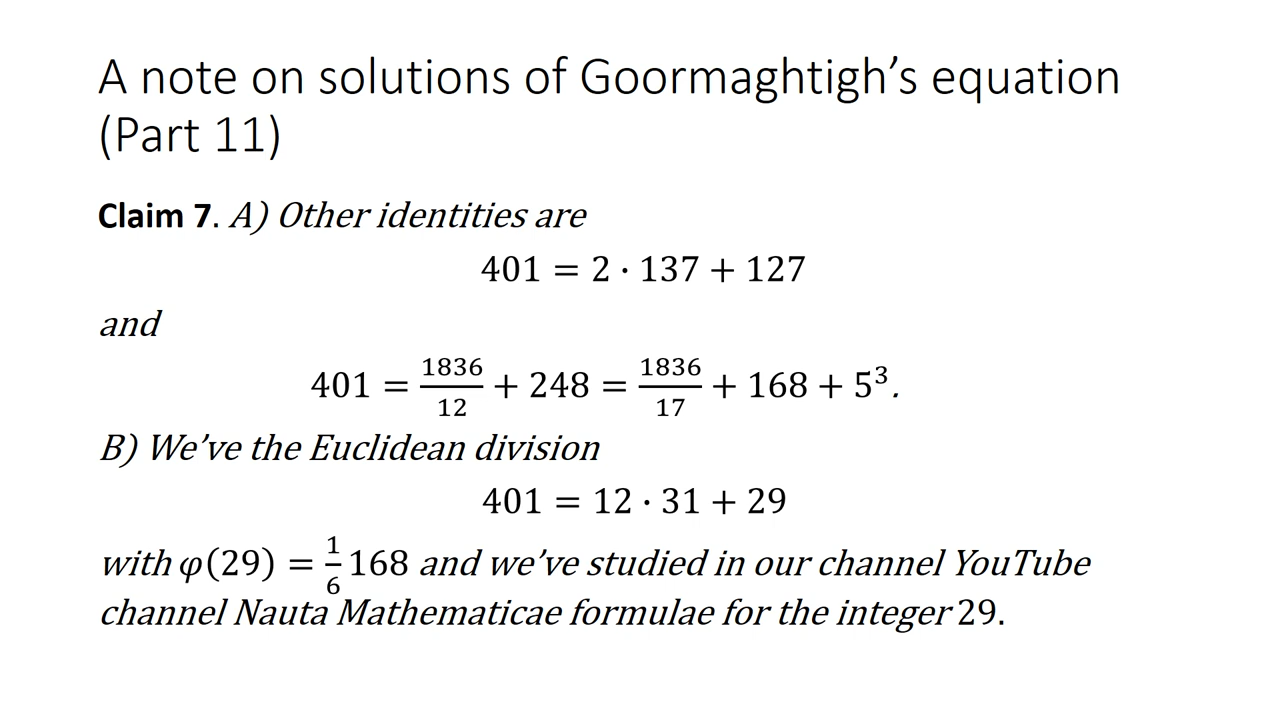 A note on solutions of Goormaghtigh’s equation
(Part 11)
Claim 7. A) Other identities are
401 = 2 · 137 + 127
and
401 = 1836/12 + 248 = 1836/17 + 168 + 5³.
B) We’ve the Euclidean division
401 = 12 · 31 + 29
with φ(29) = 1/6 168 and we’ve studied in our channel YouTube
channel Nauta Mathematicae formulae for the integer 29.